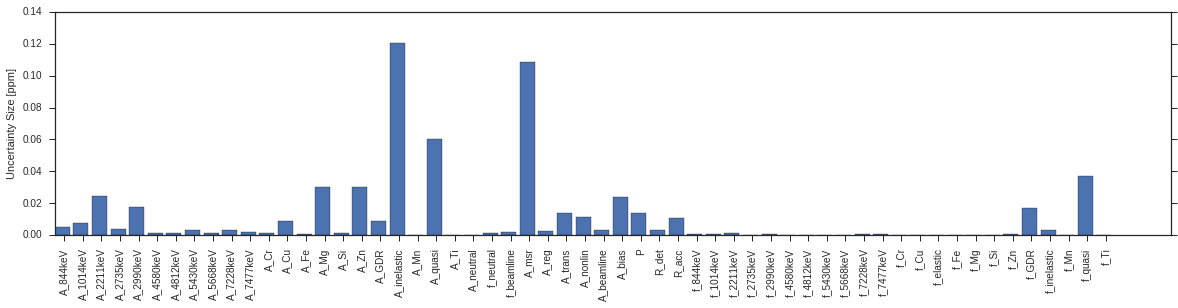 Uncertainty Size [ppm]
0.14
0.12
0.10
0.08
0.06
0.04
0.02
0.00
A_844keV
A_1014keV
A_2211keV
A_2735keV
A_2990keV
A_4580keV
A_4812keV
A_5430keV
A_5668keV
A_7228keV
A_7477keV
A_Cr
A_Cu
A_Fe
A_Mg
A_Si
A_Zn
A_GDR
A_inelastic
A_Mn
A_quasi
A_Ti
A_neutral
f_neutral
f_beamline
A_msr
A_reg
A_trans
A_nonlin
A_beamline
A_bias
P
R_det
R_acc
f_844keV
f_1014keV
f_2211keV
f_2735keV
f_2990keV
f_4580keV
f_4812keV
f_5430keV
f_5668keV
f_7228keV
f_7477keV
f_Cr
f_Cu
f_elastic
f_Fe
f_Mg
f_Si
f_Zn
f_GDR
f_inelastic
f_Mn
f_quasi
f_Ti